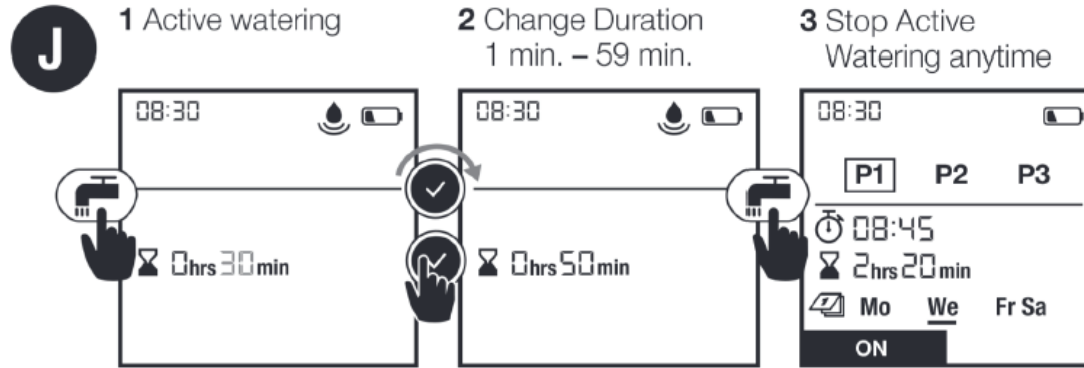 J
1 Active watering
2 Change Duration
1 min. – 59 min.
3 Stop Active
Watering anytime
08:30
0hrs 30min
08:30
0hrs 50min
08:30
P1 P2 P3
08:45
2hrs 20min
Mo We Fr Sa
ON